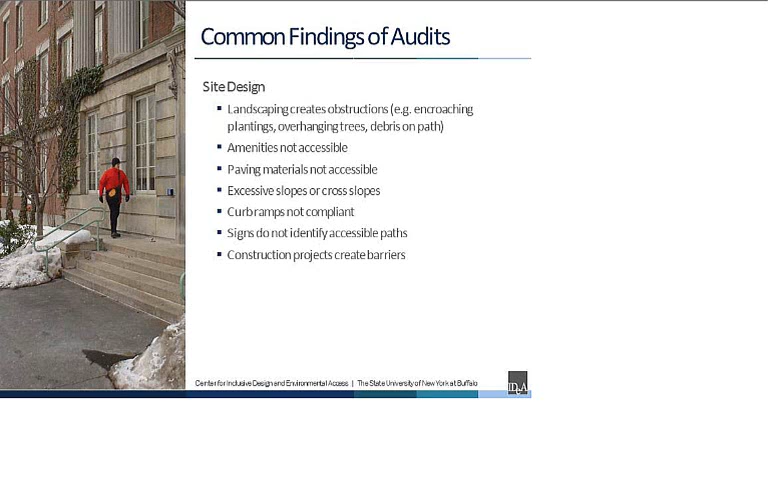 Common Findings of Audits
Site Design
▪ Landscaping creates obstructions (e.g. encroaching
plantings, overhanging trees, debris on path)
▪ Amenities not accessible
▪ Paving materials not accessible
▪ Excessive slopes or cross slopes
▪ Curb ramps not compliant
▪ Signs do not identify accessible paths
▪ Construction projects create barriers
Center for Inclusive Design and Environmental Access | The State University of New York at Buffalo
IDeA